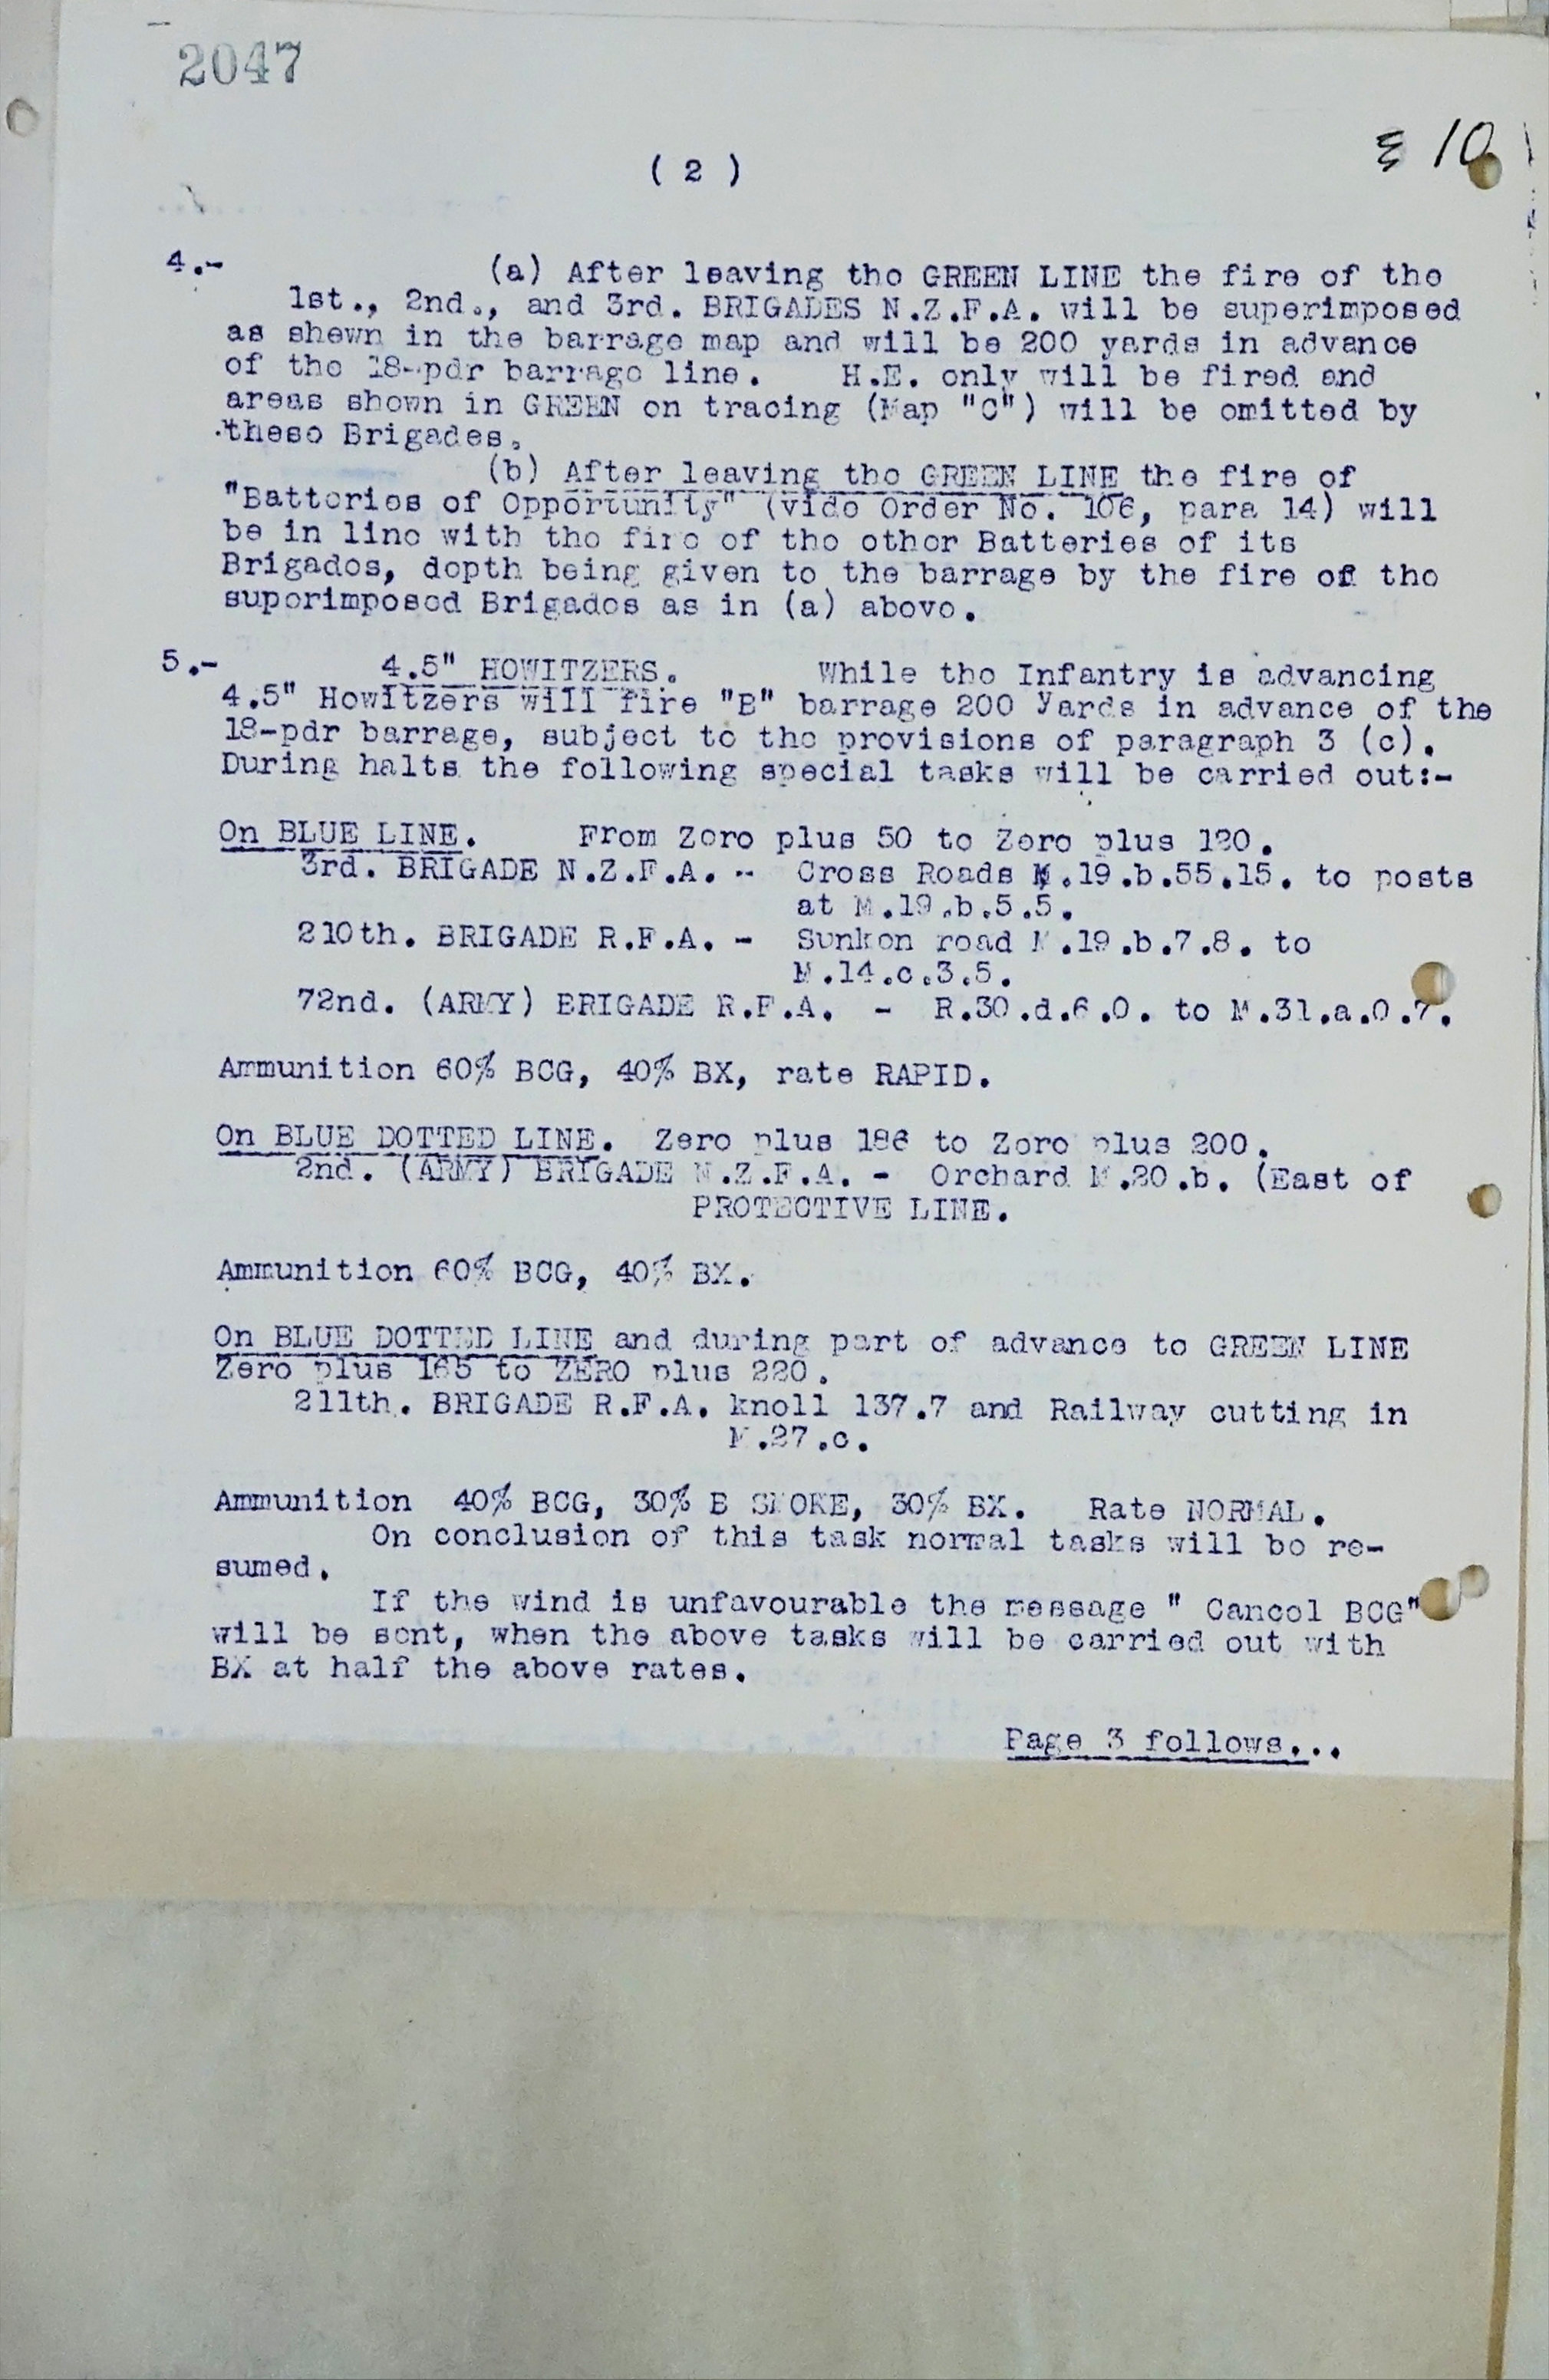 2047
10
( 2 )
4.- (a) After leaving the GREEN LINE the fire of the
1st., 2nd., and 3rd. BRIGADES N.Z.F.A. will be superimposed
as shewn in the barrage map and will be 200 yards in advance
of the 18-pdr barrage line. H.E. only will be fired and
areas shown in GREEN on tracing (Map "C") will be omitted by
these Brigades.
(b) After leaving the GREEN LINE the fire of
"Batteries of Opportunity" (vide Order No. 106, para 14) will
be in line with the fire of the other Batteries of its
Brigades, depth being given to the barrage by the fire of the
superimposed Brigades as in (a) above.
5.- 4.5" HOWITZERS. While the Infantry is advancing
4.5" Howitzers will fire "B" barrage 200 Yards in advance of the
18-pdr barrage, subject to the provisions of paragraph 3 (c).
During halts the following special tasks will be carried out:-
On BLUE LINE. From Zero plus 50 to Zero plus 120.
3rd. BRIGADE N.Z.F.A. - Cross Roads M.19.b.55.15. to posts
at M.19.b.5.5.
210th. BRIGADE R.F.A. - Sunken road M.19.b.7.8. to
M.14.c.3.5.
72nd. (ARMY) BRIGADE R.F.A. - R.30.d.6.0. to M.31.a.0.7.
Ammunition 60% BCG, 40% BX, rate RAPID.
On BLUE DOTTED LINE. Zero plus 186 to Zero plus 200.
2nd. (ARMY) BRIGADE N.Z.F.A. - Orchard M.20.b. (East of
PROTECTIVE LINE.
Ammunition 60% BCG, 40% BX.
On BLUE DOTTED LINE and during part of advance to GREEN LINE
Zero plus 165 to ZERO plus 220.
211th. BRIGADE R.F.A. knoll 137.7 and Railway cutting in
M.27.c.
Ammunition 40% BCG, 30% B SMOKE, 30% BX. Rate NORMAL.
On conclusion of this task normal tasks will be re-
sumed.
If the wind is unfavourable the message " Cancel BCG"
will be sent, when the above tasks will be carried out with
BX at half the above rates.
Page 3 follows...